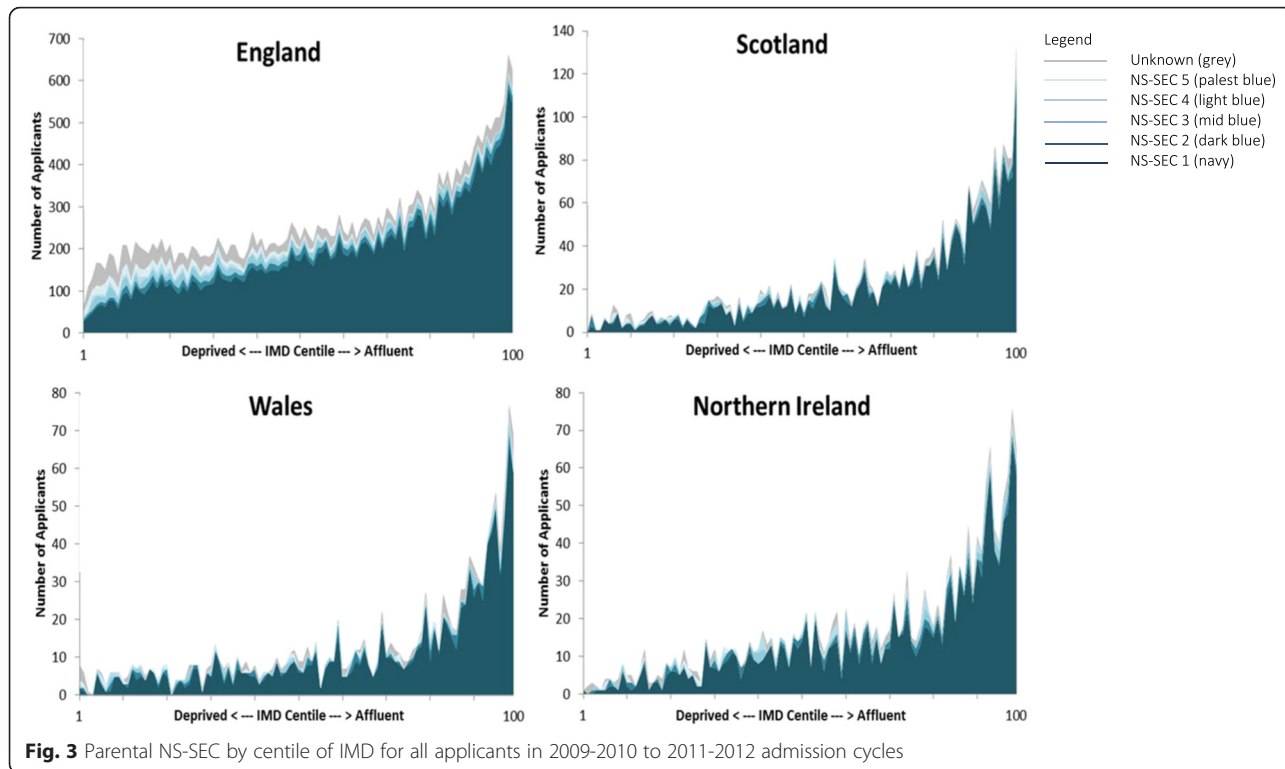 England
Number of Applicants
700
600
500
400
300
200
100
0
1
Deprived < --- IMD Centile --- > Affluent
100
Scotland
Number of Applicants
140
120
100
80
60
40
20
0
1
Deprived < --- IMD Centile --- > Affluent
100
Legend
Unknown (grey)
NS-SEC 5 (palest blue)
NS-SEC 4 (light blue)
NS-SEC 3 (mid blue)
NS-SEC 2 (dark blue)
NS-SEC 1 (navy)
Wales
Number of Applicants
80
70
60
50
40
30
20
10
0
1
Deprived < --- IMD Centile --- > Affluent
100
Northern Ireland
Number of Applicants
80
70
60
50
40
30
20
10
0
1
Deprived < --- IMD Centile --- > Affluent
100
Fig. 3 Parental NS-SEC by centile of IMD for all applicants in 2009-2010 to 2011-2012 admission cycles